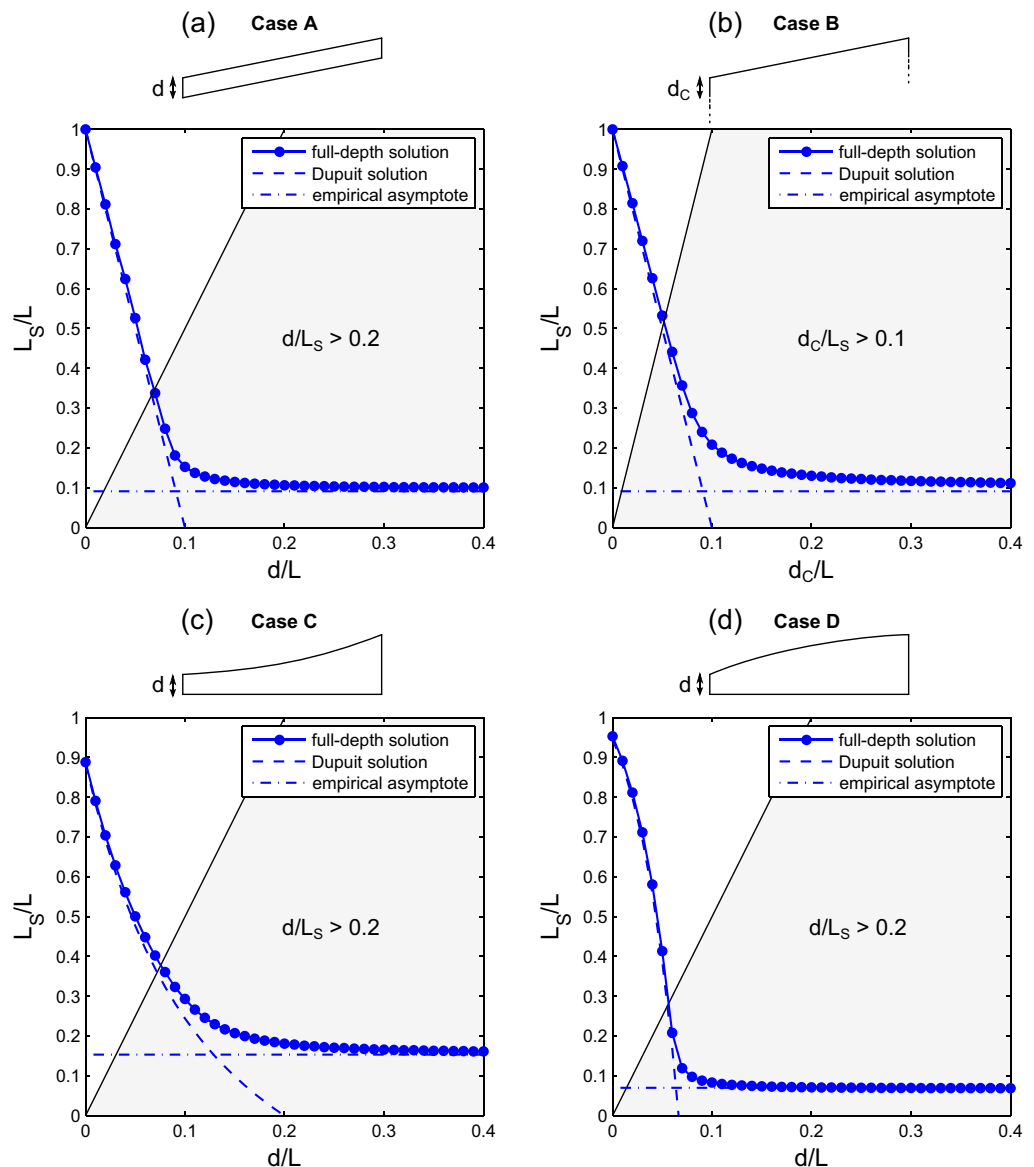 (a) Case A
d
1
0.9
0.8
0.7
0.6
0.5
0.4
0.3
0.2
0.1
0
L_S/L
full-depth solution
Dupuit solution
empirical asymptote
d/L_S > 0.2
0 0.1 0.2 0.3 0.4
d/L
(b) Case B
d_C
1
0.9
0.8
0.7
0.6
0.5
0.4
0.3
0.2
0.1
0
L_S/L
full-depth solution
Dupuit solution
empirical asymptote
d_C/L_S > 0.1
0 0.1 0.2 0.3 0.4
d_C/L
(c) Case C
d
1
0.9
0.8
0.7
0.6
0.5
0.4
0.3
0.2
0.1
0
L_S/L
full-depth solution
Dupuit solution
empirical asymptote
d/L_S > 0.2
0 0.1 0.2 0.3 0.4
d/L
(d) Case D
d
1
0.9
0.8
0.7
0.6
0.5
0.4
0.3
0.2
0.1
0
L_S/L
full-depth solution
Dupuit solution
empirical asymptote
d/L_S > 0.2
0 0.1 0.2 0.3 0.4
d/L